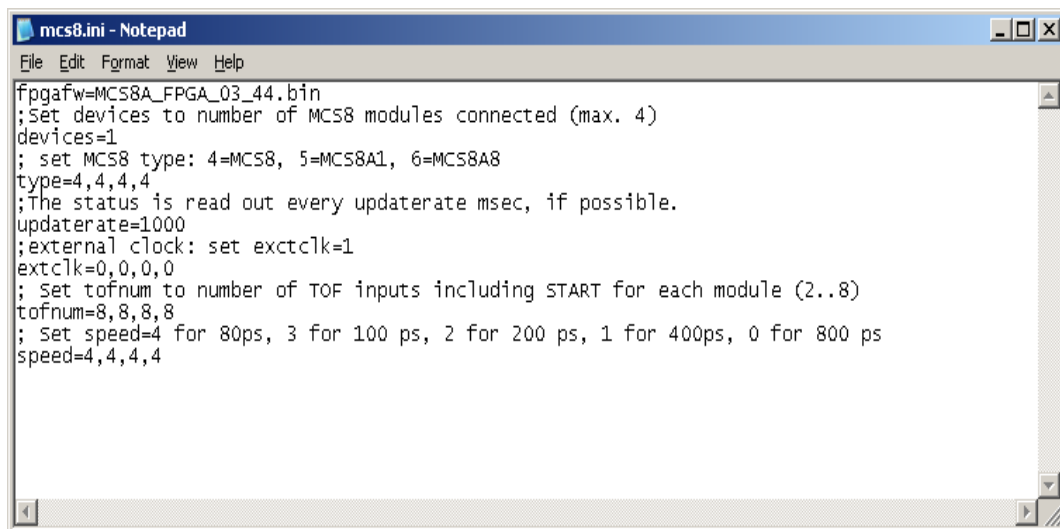 mcs8.ini - Notepad
File Edit Format View Help
fpgafw=MCS8A_FPGA_03_44.bin
;Set devices to number of MCS8 modules connected (max. 4)
devices=1
; set MCS8 type: 4=MCS8, 5=MCS8A1, 6=MCS8A8
type=4,4,4,4
;The status is read out every updaterate msec, if possible.
updaterate=1000
;external clock: set exctclk=1
extclk=0,0,0,0
; Set tofnum to number of TOF inputs including START for each module (2..8)
tofnum=8,8,8,8
; Set speed=4 for 80ps, 3 for 100 ps, 2 for 200 ps, 1 for 400ps, 0 for 800 ps
speed=4,4,4,4